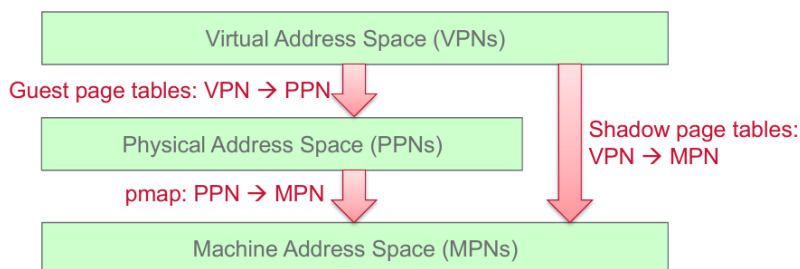 Virtual Address Space (VPNs)
Guest page tables: VPN → PPN
Physical Address Space (PPNs)
Shadow page tables:
VPN → MPN
pmap: PPN → MPN
Machine Address Space (MPNs)